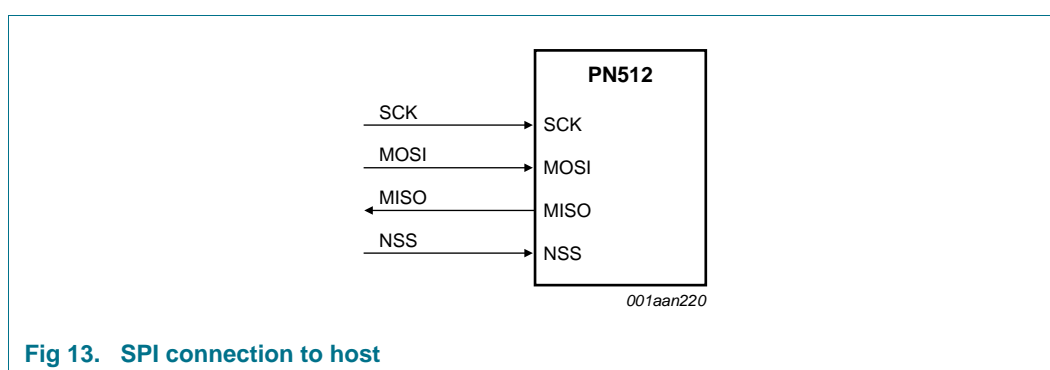 PN512
SCK
SCK
MOSI
MOSI
MISO
MISO
NSS
NSS
001aan220
Fig 13. SPI connection to host